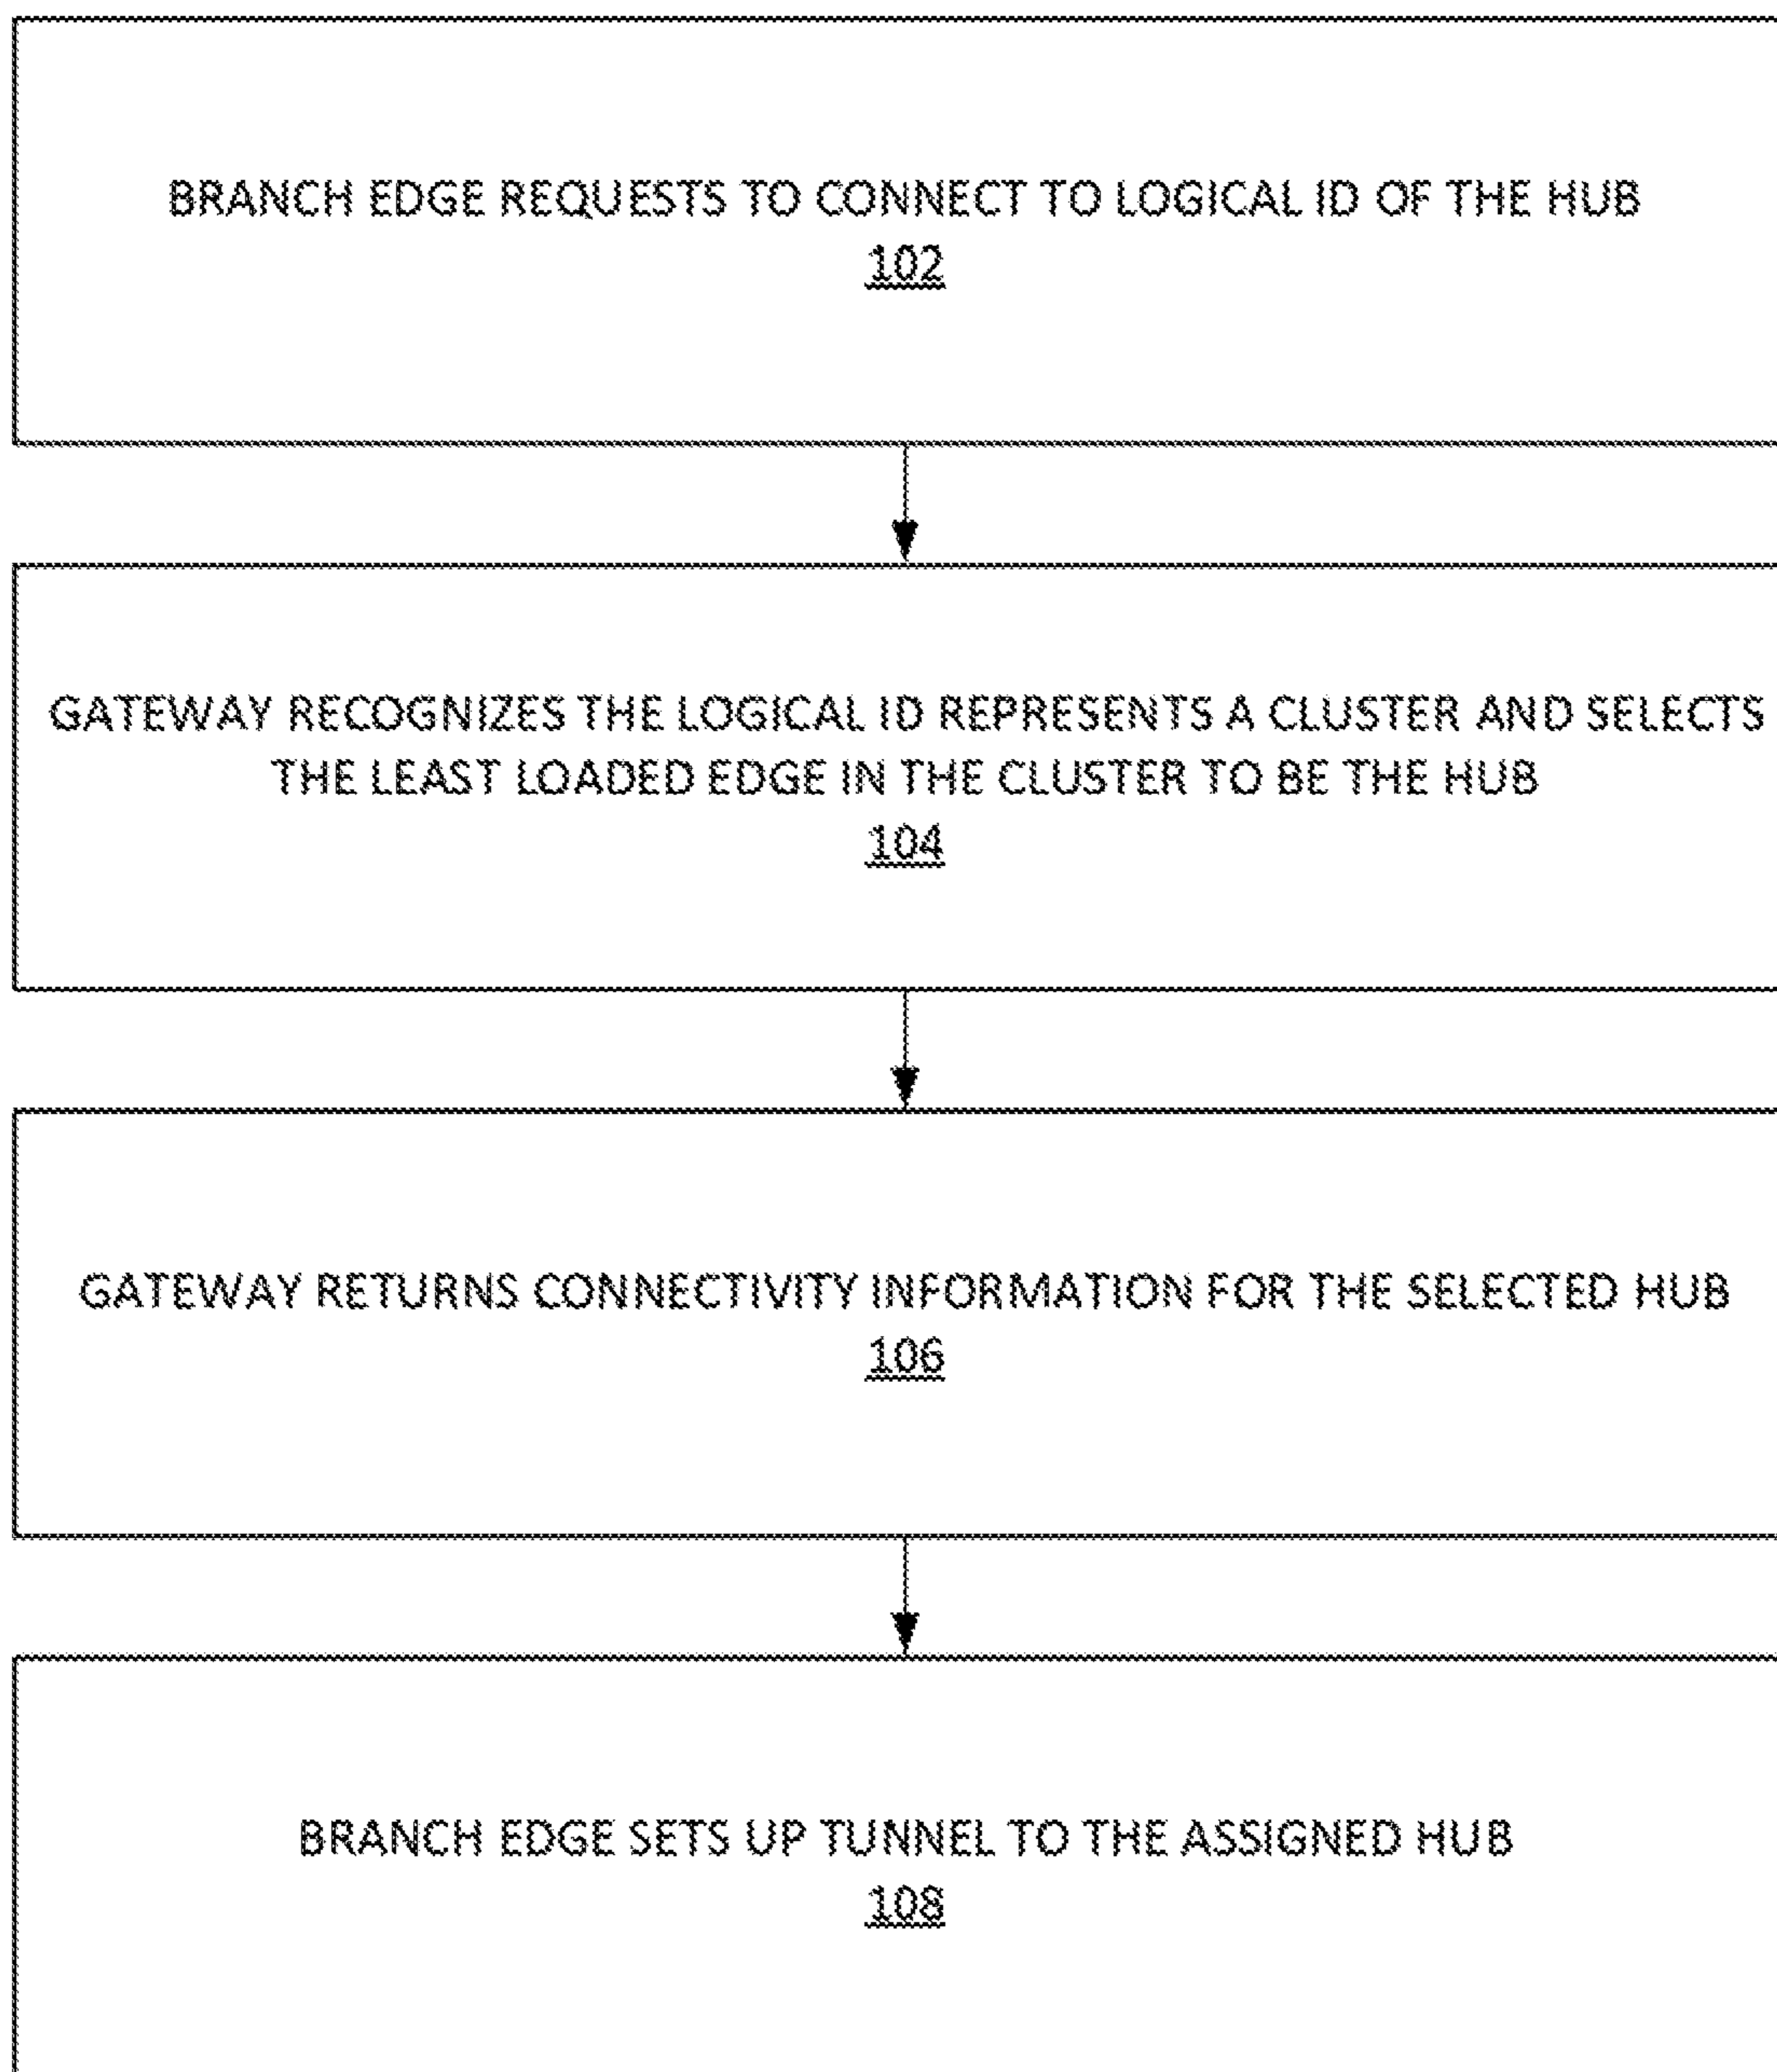 BRANCH EDGE REQUESTS TO CONNECT TO LOGICAL ID OF THE HUB
102
GATEWAY RECOGNIZES THE LOGICAL ID REPRESENTS A CLUSTER AND SELECTS
THE LEAST LOADED EDGE IN THE CLUSTER TO BE THE HUB
104
GATEWAY RETURNS CONNECTIVITY INFORMATION FOR THE SELECTED HUB
106
BRANCH EDGE SETS UP TUNNEL TO THE ASSIGNED HUB
108